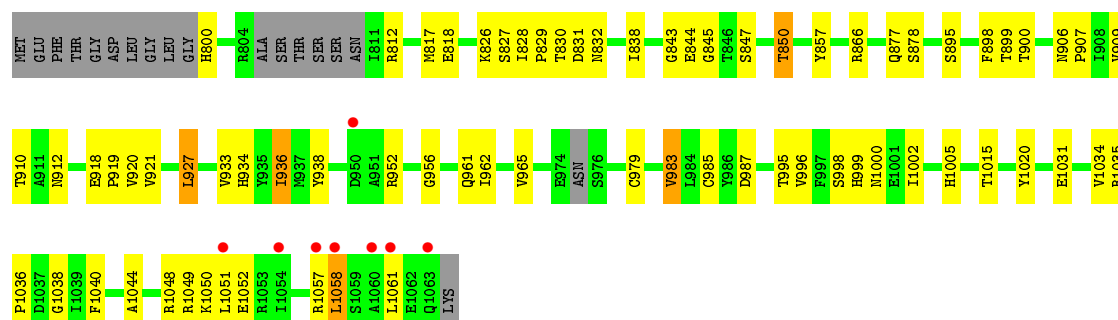 MET GLU PHE THR GLY ASP LEU GLY LEU GLY H800 R804 ALA SER THR SER SER ASN I811 R812 M817 E818 K826 S827 I828 P829 T830 D831 N832 I838 G843 E844 G845 T846 S847 T850 Y857 R866 Q877 S878 S895 F898 T899 T900 N906 P907 I908 V909
T910 A911 N912 E918 P919 V920 V921 L927 V933 H934 Y935 I936 M937 Y938 D950 A951 R952 G956 Q961 I962 V965 E974 ASN S976 C979 V983 L984 C985 Y986 D987 T995 V996 F997 S998 H999 N1000 E1001 I1002 H1005 T1015 Y1020 E1031 V1034 R1035
P1036 D1037 G1038 I1039 F1040 A1044 R1048 R1049 K1050 L1051 E1052 R1053 I1054 R1057 L1058 S1059 A1060 L1061 E1062 Q1063 LYS